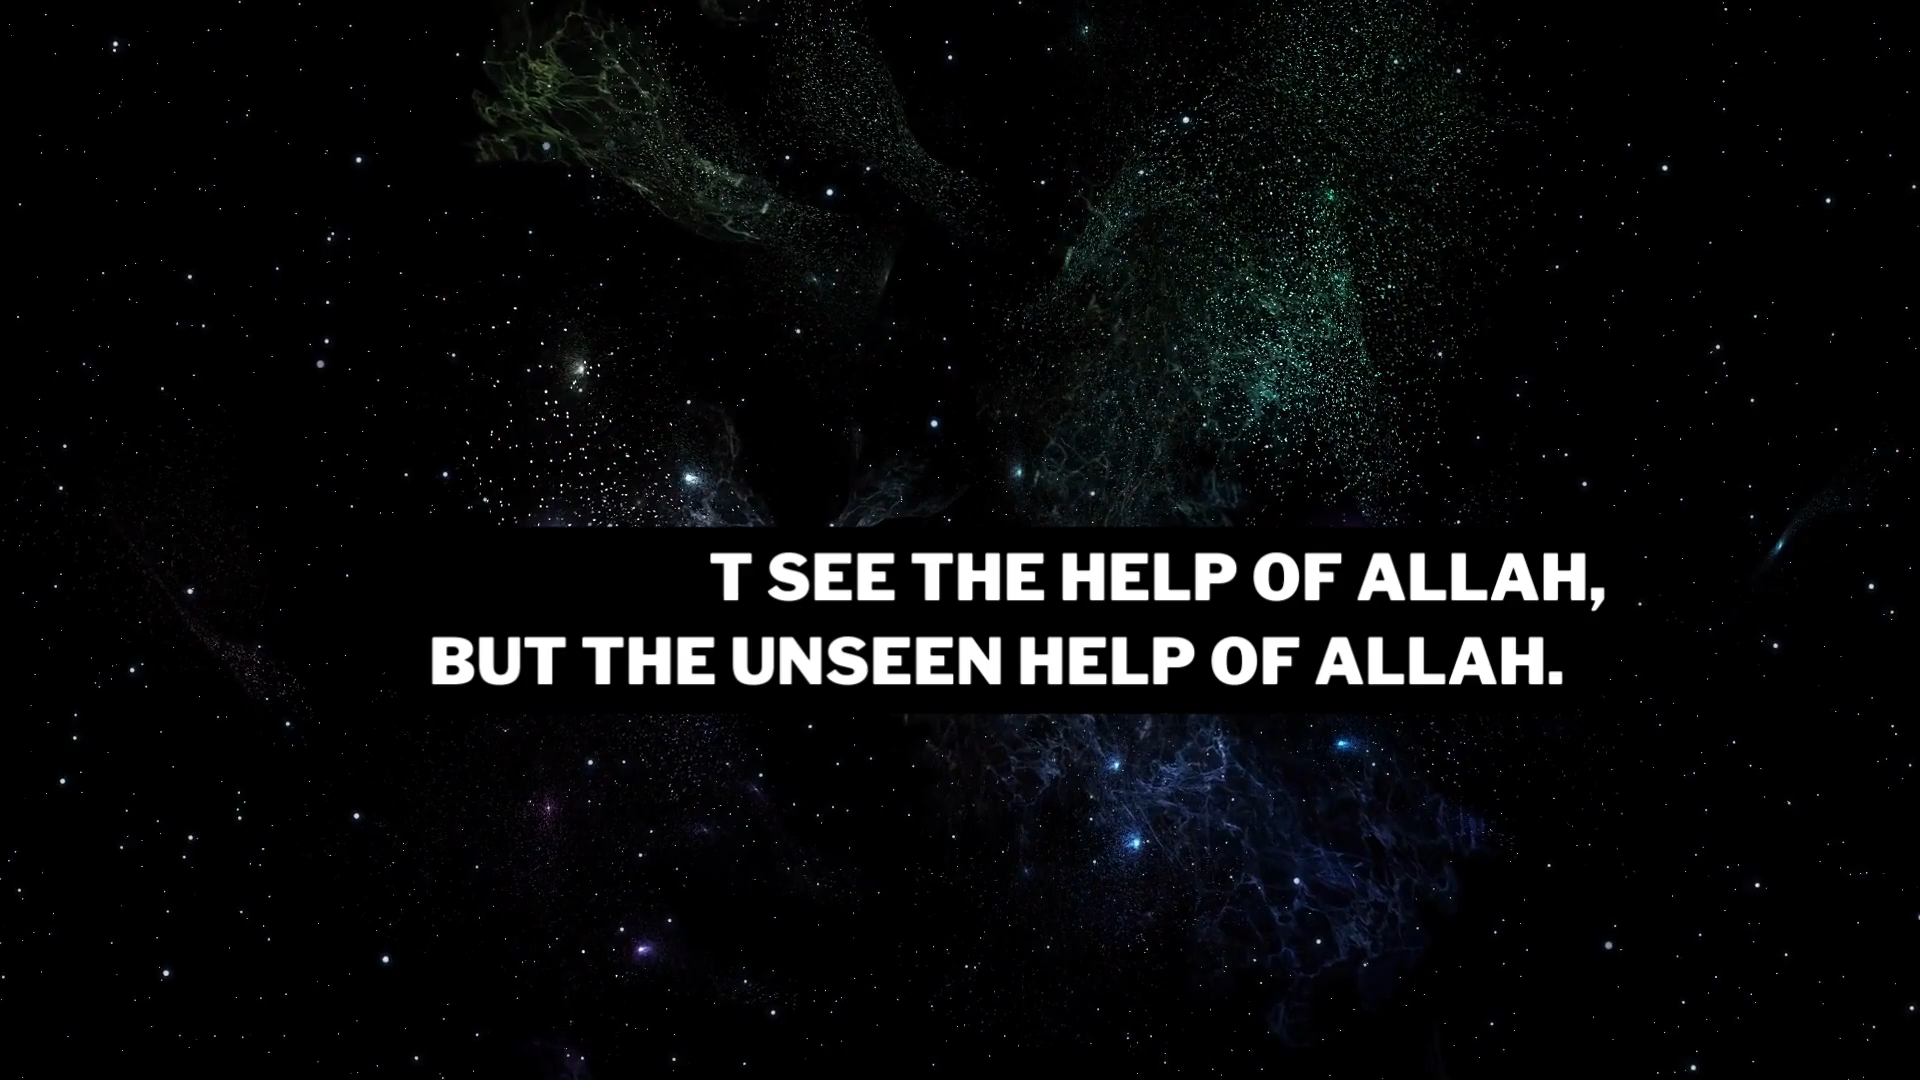 T SEE THE HELP OF ALLAH,
BUT THE UNSEEN HELP OF ALLAH.